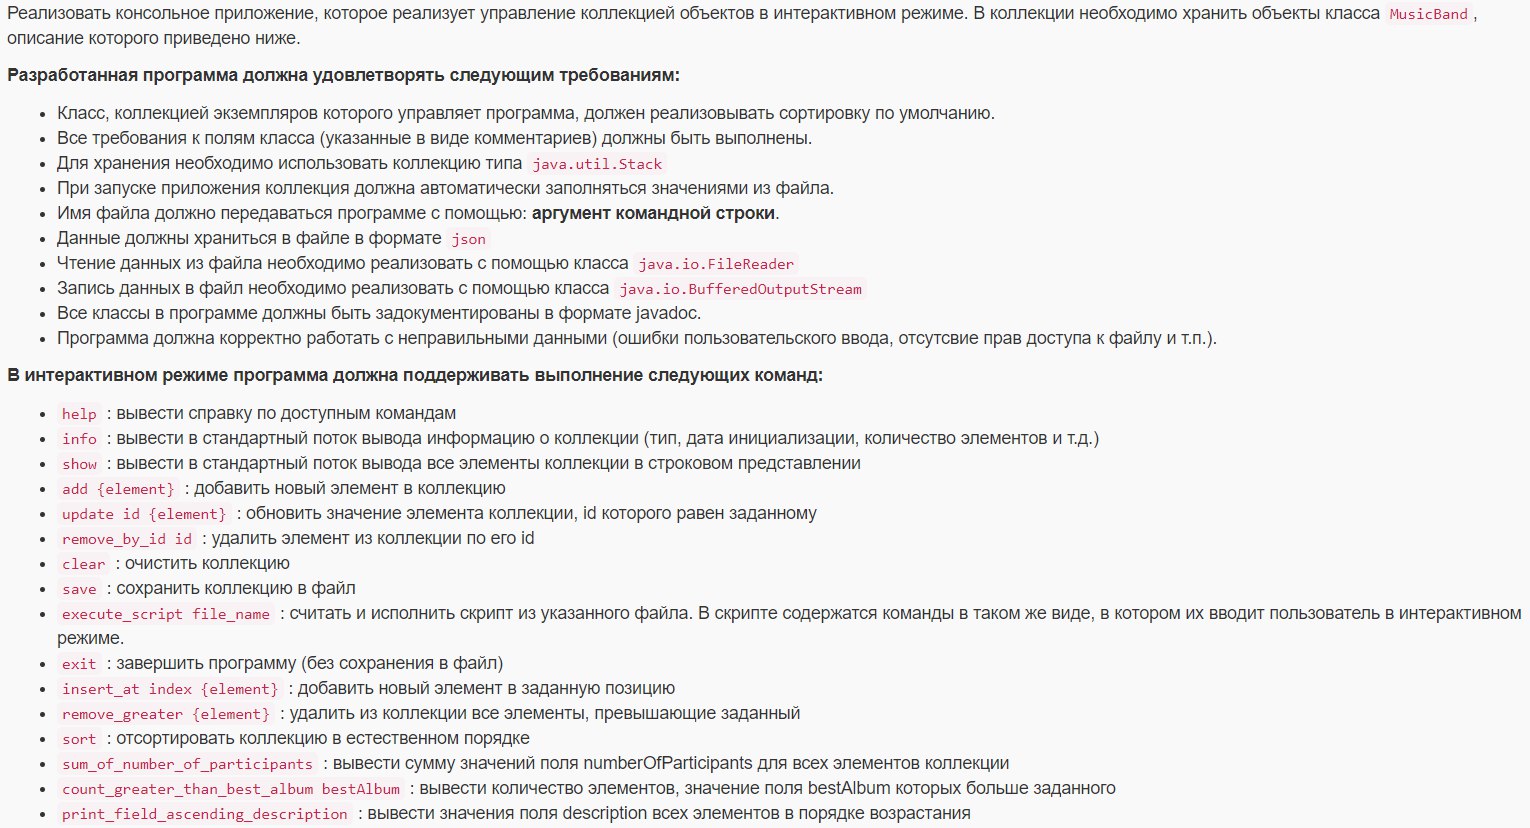 Реализовать консольное приложение, которое реализует управление коллекцией объектов в интерактивном режиме. В коллекции необходимо хранить объекты класса MusicBand,
описание которого приведено ниже.
Разработанная программа должна удовлетворять следующим требованиям:
• Класс, коллекцией экземпляров которого управляет программа, должен реализовывать сортировку по умолчанию.
• Все требования к полям класса (указанные в виде комментариев) должны быть выполнены.
• Для хранения необходимо использовать коллекцию типа java.util.Stack
• При запуске приложения коллекция должна автоматически заполняться значениями из файла.
• Имя файла должно передаваться программе с помощью: аргумент командной строки.
• Данные должны храниться в файле в формате json
• Чтение данных из файла необходимо реализовать с помощью класса java.io.FileReader
• Запись данных в файл необходимо реализовать с помощью класса java.io.BufferedOutputStream
• Все классы в программе должны быть задокументированы в формате javadoc.
• Программа должна корректно работать с неправильными данными (ошибки пользовательского ввода, отсутсвие прав доступа к файлу и т.п.).
В интерактивном режиме программа должна поддерживать выполнение следующих команд:
• help : вывести справку по доступным командам
• info : вывести в стандартный поток вывода информацию о коллекции (тип, дата инициализации, количество элементов и т.д.)
• show : вывести в стандартный поток вывода все элементы коллекции в строковом представлении
• add {element} : добавить новый элемент в коллекцию
• update id {element} : обновить значение элемента коллекции, id которого равен заданному
• remove_by_id id : удалить элемент из коллекции по его id
• clear : очистить коллекцию
• save : сохранить коллекцию в файл
• execute_script file_name : считать и исполнить скрипт из указанного файла. В скрипте содержатся команды в таком же виде, в котором их вводит пользователь в интерактивном
режиме.
• exit : завершить программу (без сохранения в файл)
• insert_at index {element} : добавить новый элемент в заданную позицию
• remove_greater {element} : удалить из коллекции все элементы, превышающие заданный
• sort : отсортировать коллекцию в естественном порядке
• sum_of_number_of_participants : вывести сумму значений поля numberOfParticipants для всех элементов коллекции
• count_greater_than_best_album bestAlbum : вывести количество элементов, значение поля bestAlbum которых больше заданного
• print_field_ascending_description : вывести значения поля description всех элементов в порядке возрастания